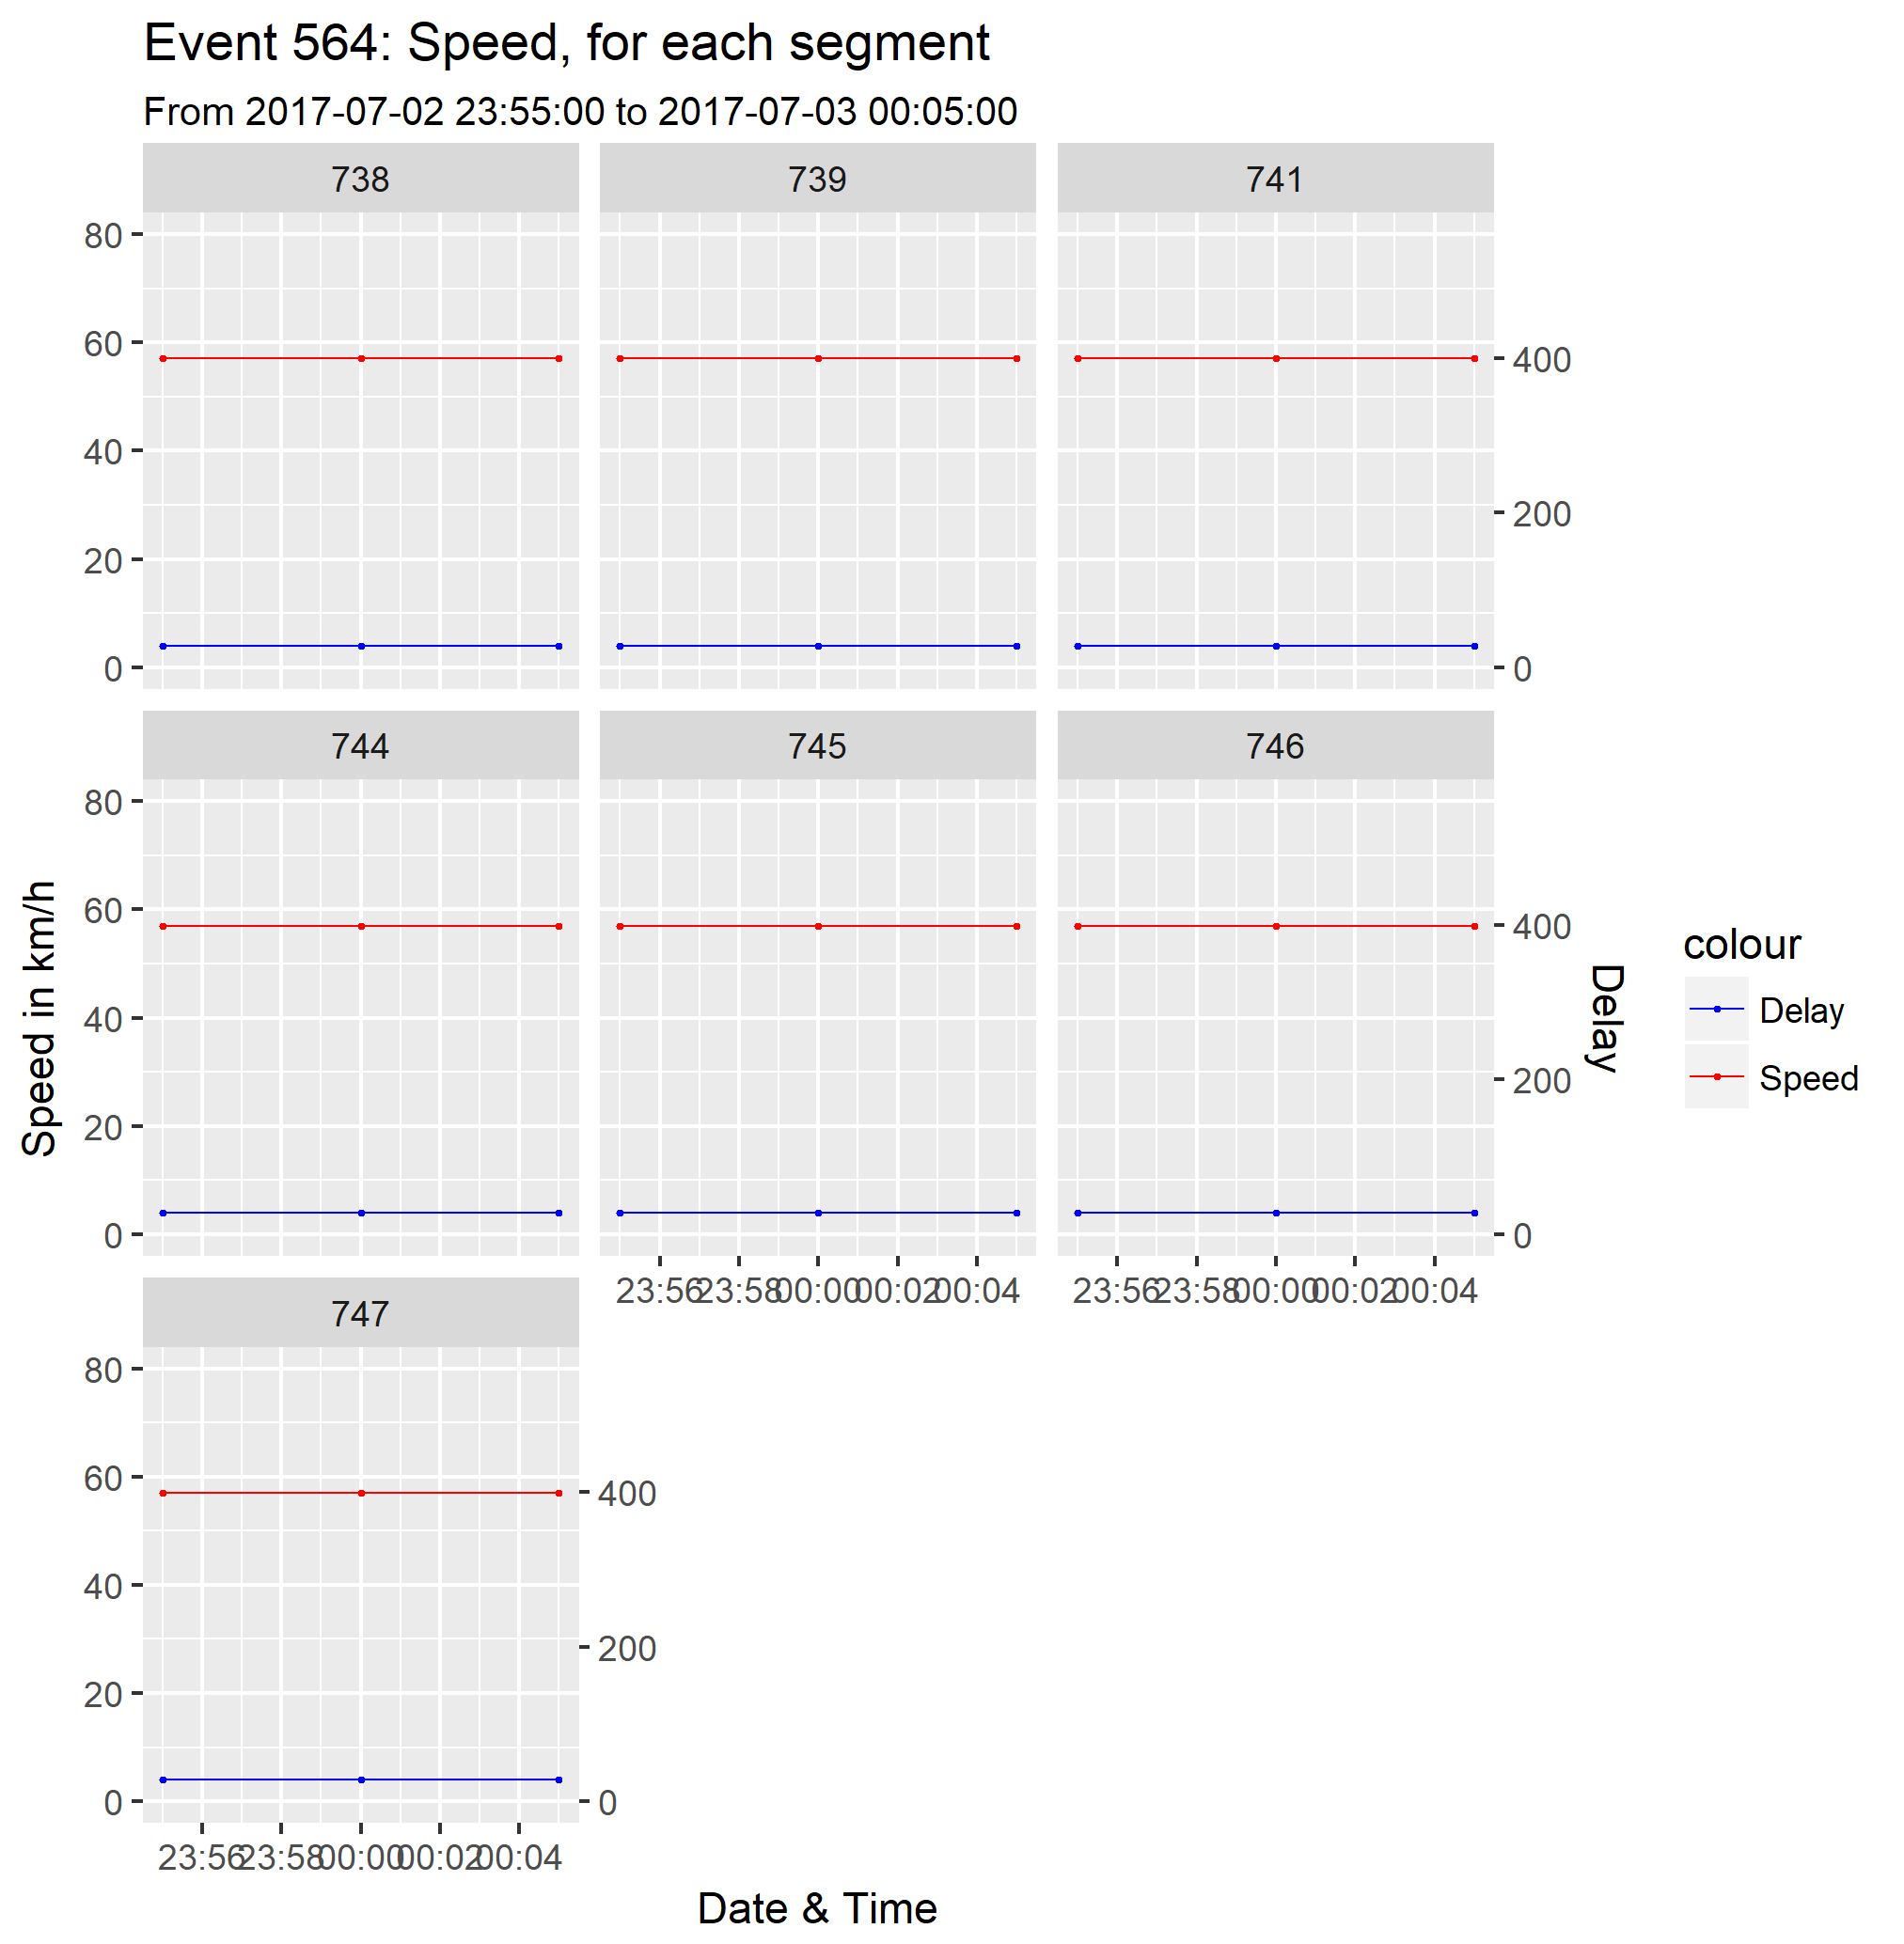 Event 564: Speed, for each segment
From 2017-07-02 23:55:00 to 2017-07-03 00:05:00
738
739
741
80
60
40
20
0
400
200
0
744
745
746
80
60
40
20
0
400
200
0
23:56 23:58 00:00 00:02 00:04
23:56 23:58 00:00 00:02 00:04
747
80
60
40
20
0
400
200
0
23:56 23:58 00:00 00:02 00:04
Date & Time
Speed in km/h
Delay
colour
Delay
Speed